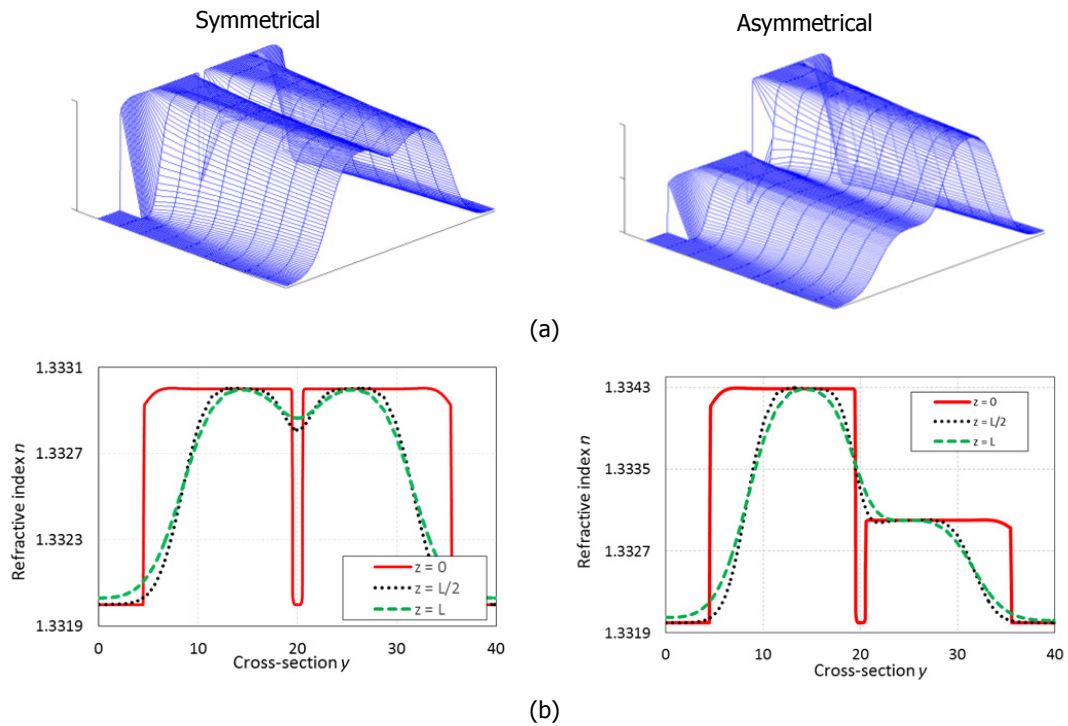 Symmetrical
Asymmetrical
(a)
Refractive index n
1.3331
1.3327
1.3323
1.3319
0
10
20
30
40
Cross-section y
z = 0
z = L/2
z = L
Refractive index n
1.3343
1.3335
1.3327
1.3319
0
10
20
30
40
Cross-section y
z = 0
z = L/2
z = L
(b)